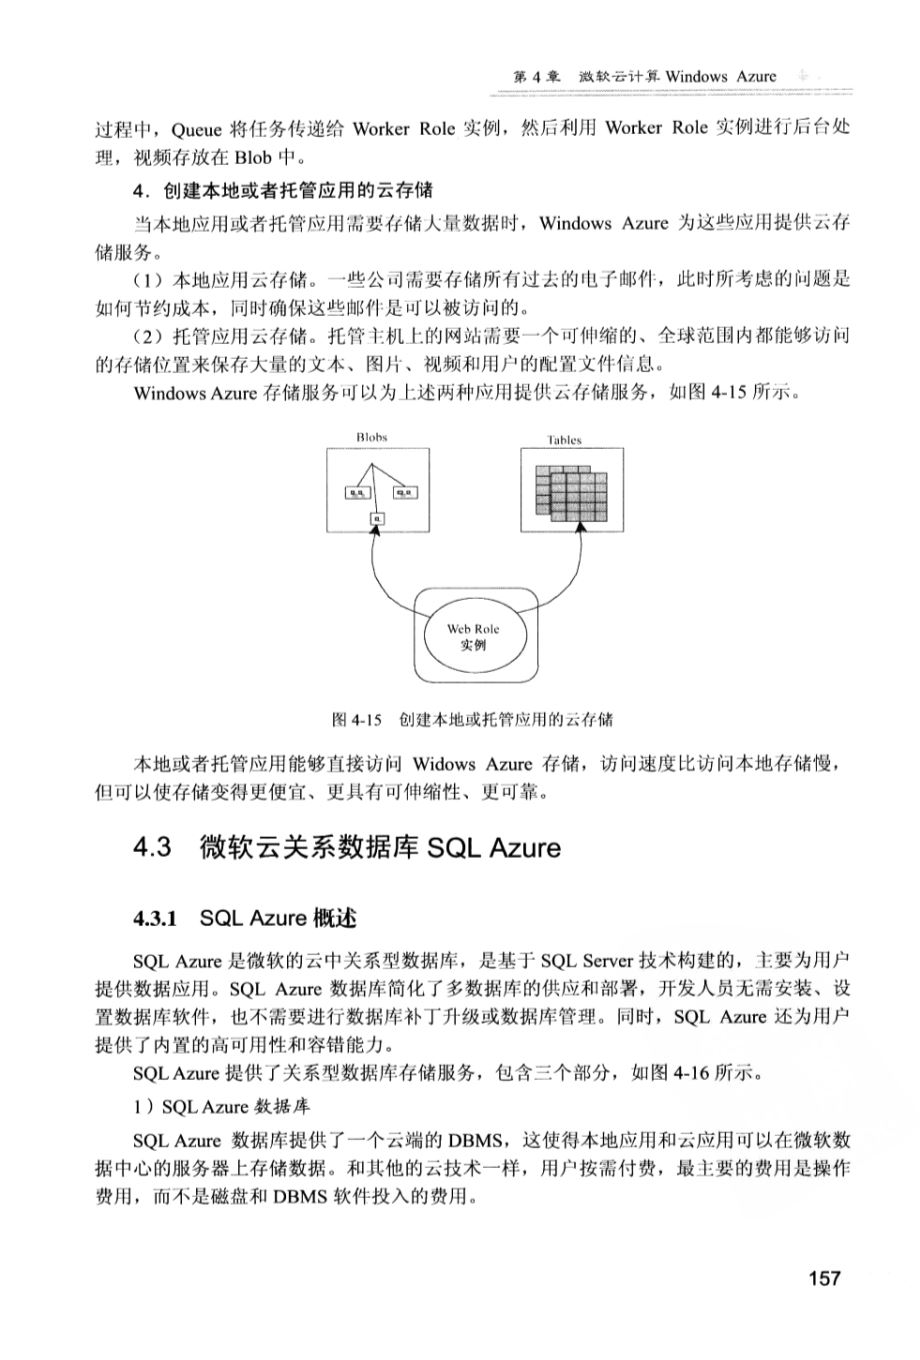 第 4 章 微软云计算 Windows Azure
过程中，Queue 将任务传递给 Worker Role 实例，然后利用 Worker Role 实例进行后台处
理，视频存放在 Blob 中。
4．创建本地或者托管应用的云存储
当本地应用或者托管应用需要存储大量数据时，Windows Azure 为这些应用提供云存
储服务。
（1）本地应用云存储。一些公司需要存储所有过去的电子邮件，此时所考虑的问题是
如何节约成本，同时确保这些邮件是可以被访问的。
（2）托管应用云存储。托管主机上的网站需要一个可伸缩的、全球范围内都能够访问
的存储位置来保存大量的文本、图片、视频和用户的配置文件信息。
Windows Azure 存储服务可以为上述两种应用提供云存储服务，如图 4-15 所示。
Blobs
Tables
Web Role
实例
图 4-15 创建本地或托管应用的云存储
本地或者托管应用能够直接访问 Widows Azure 存储，访问速度比访问本地存储慢，
但可以使存储变得更便宜、更具有可伸缩性、更可靠。
4.3 微软云关系数据库 SQL Azure
4.3.1 SQL Azure 概述
SQL Azure 是微软的云中关系型数据库，是基于 SQL Server 技术构建的，主要为用户
提供数据应用。SQL Azure 数据库简化了多数据库的供应和部署，开发人员无需安装、设
置数据库软件，也不需要进行数据库补丁升级或数据库管理。同时，SQL Azure 还为用户
提供了内置的高可用性和容错能力。
SQL Azure 提供了关系型数据库存储服务，包含三个部分，如图 4-16 所示。
1）SQL Azure 数据库
SQL Azure 数据库提供了一个云端的 DBMS，这使得本地应用和云应用可以在微软数
据中心的服务器上存储数据。和其他的云技术一样，用户按需付费，最主要的费用是操作
费用，而不是磁盘和 DBMS 软件投入的费用。
157